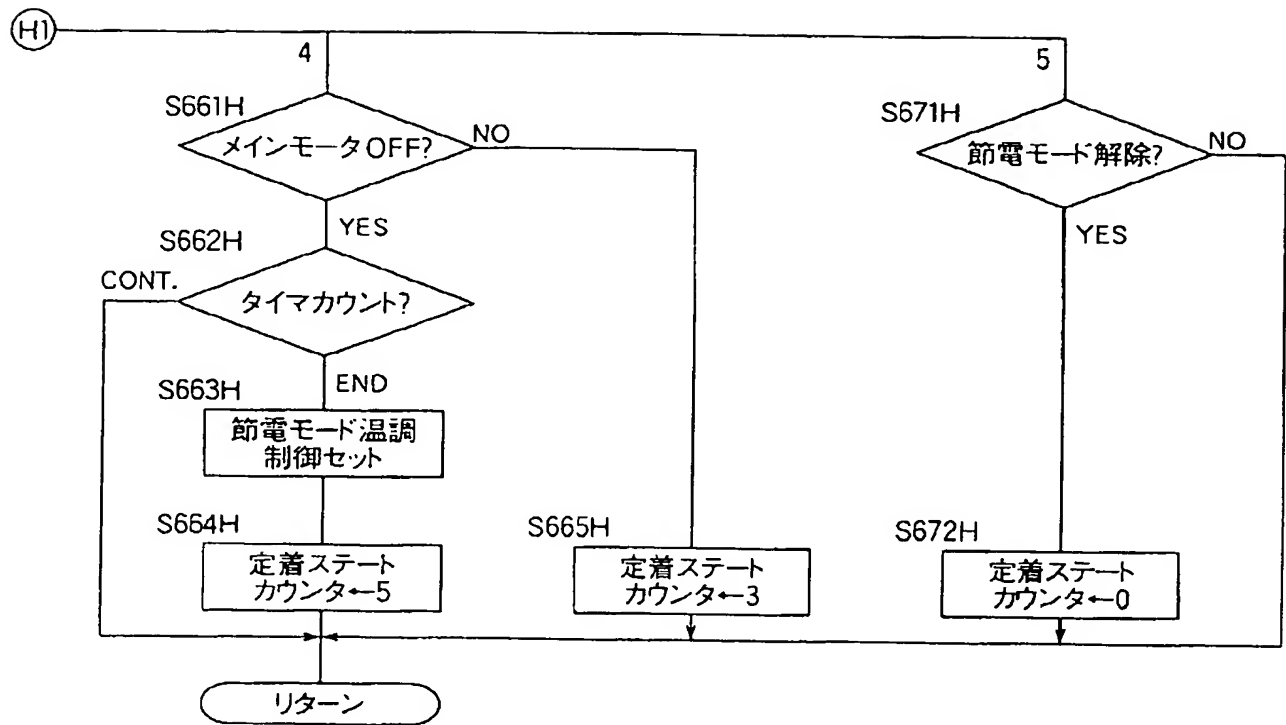 H1
4
5
S661H
メインモータOFF?
NO
YES
S671H
節電モード解除?
NO
YES
S662H
CONT.
タイマカウント?
END
S663H
節電モード温調
制御セット
S664H
定着ステート
カウンタ←5
S665H
定着ステート
カウンタ←3
S672H
定着ステート
カウンタ←0
リターン